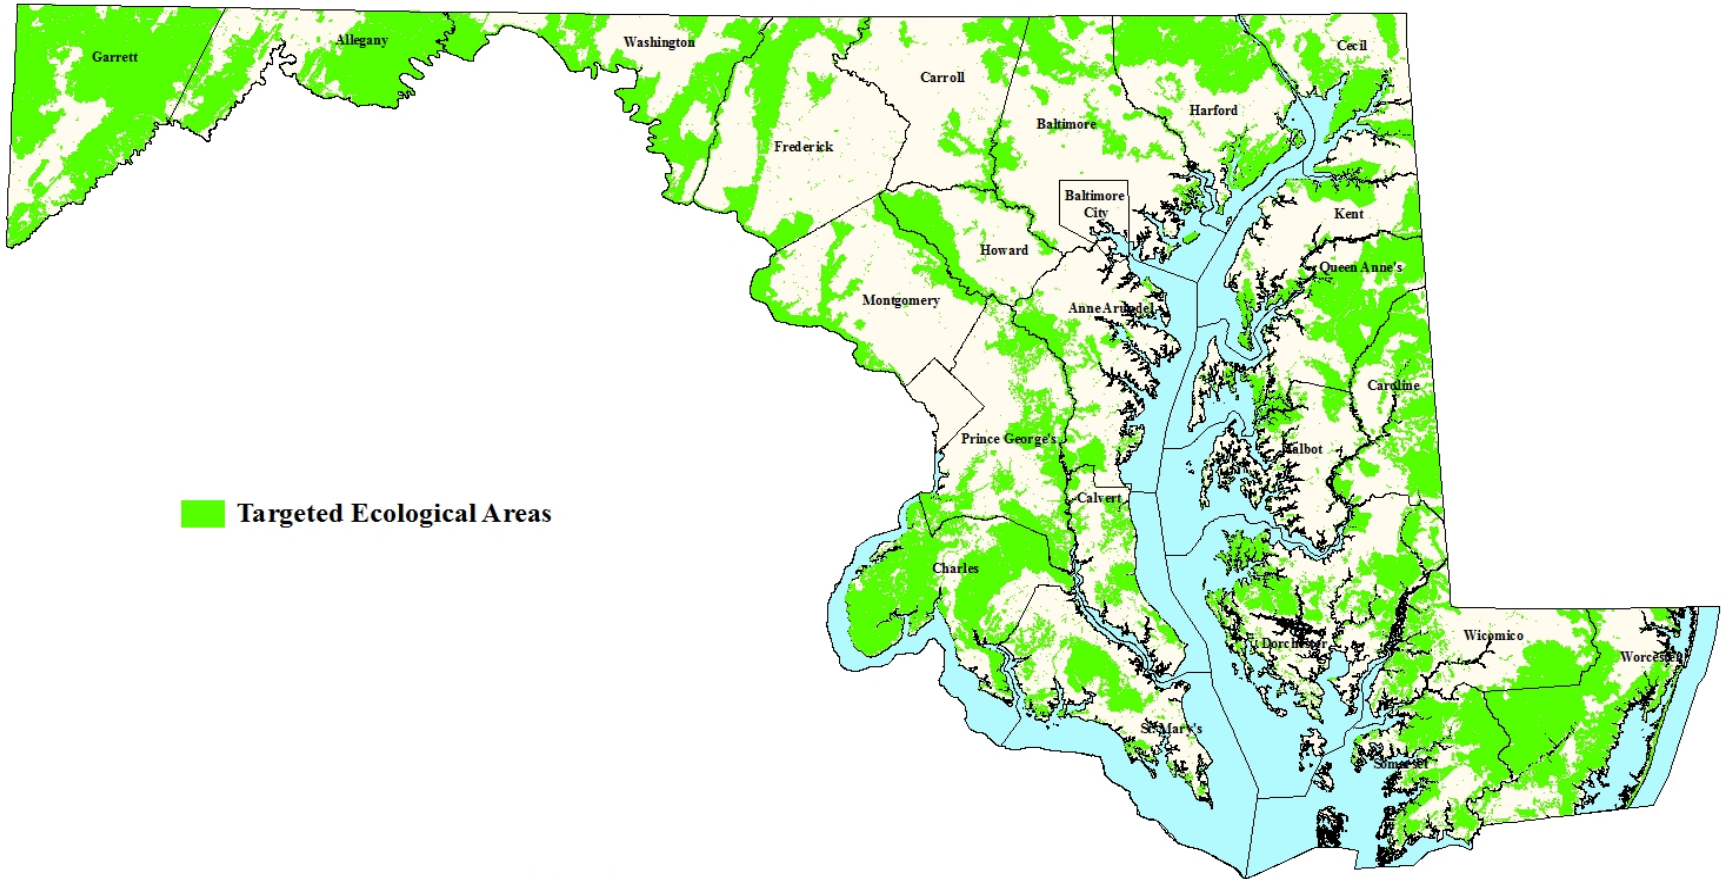 Garrett
Allegany
Washington
Frederick
Carroll
Baltimore
Harford
Cecil
Baltimore
City
Howard
Montgomery
Anne Arundel
Kent
Queen Anne's
Caroline
Talbot
Prince George's
Calvert
Charles
St. Mary's
Dorchester
Wicomico
Worcester
Somerset
Targeted Ecological Areas